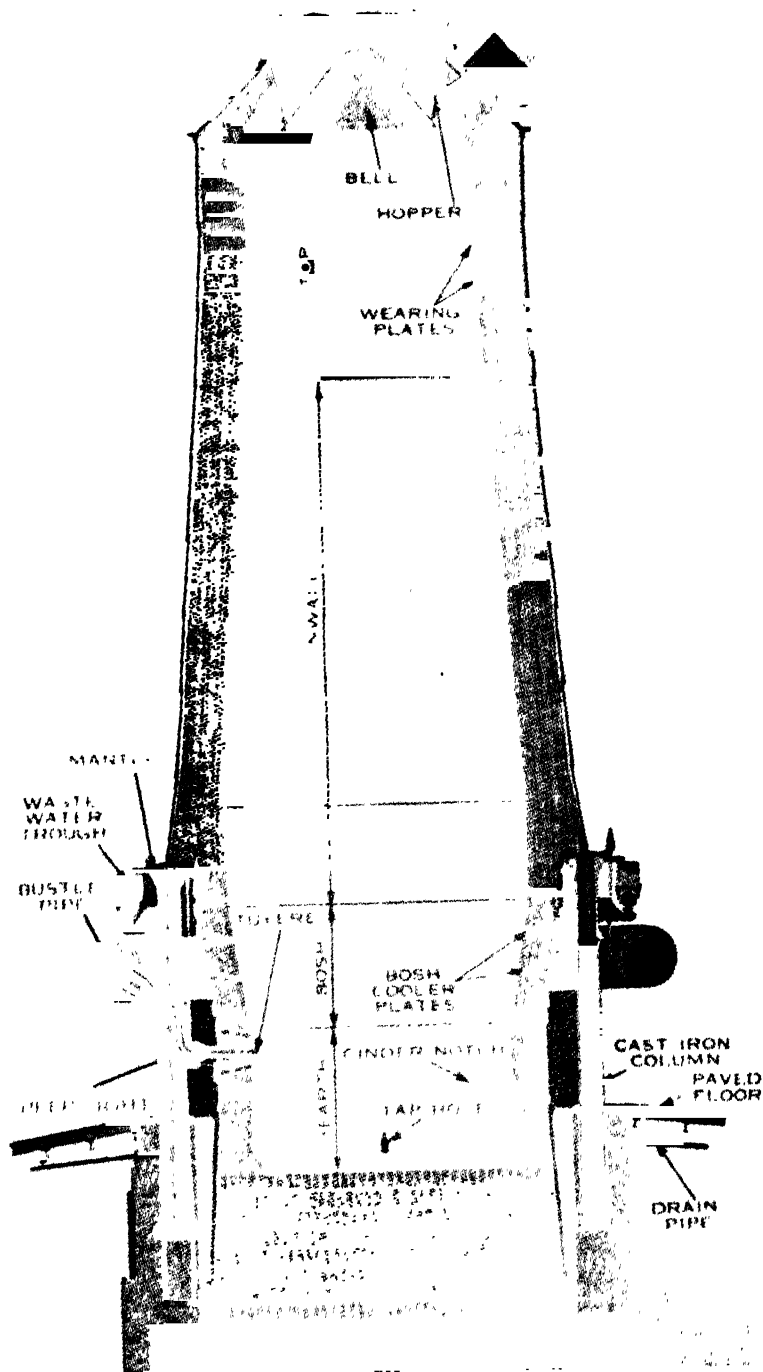 BELL
HOPPER
TOP
WEARING
PLATES
MANTLE
WASTE
WATER
TROUGH
BUSTLE
PIPE
TUYERE
BOSH
BOSH
COOLER
PLATES
CAST IRON
COLUMN
CINDER NOTCH
PAVED
FLOOR
HEARTH
TAP HOLE
DRAIN
PIPE